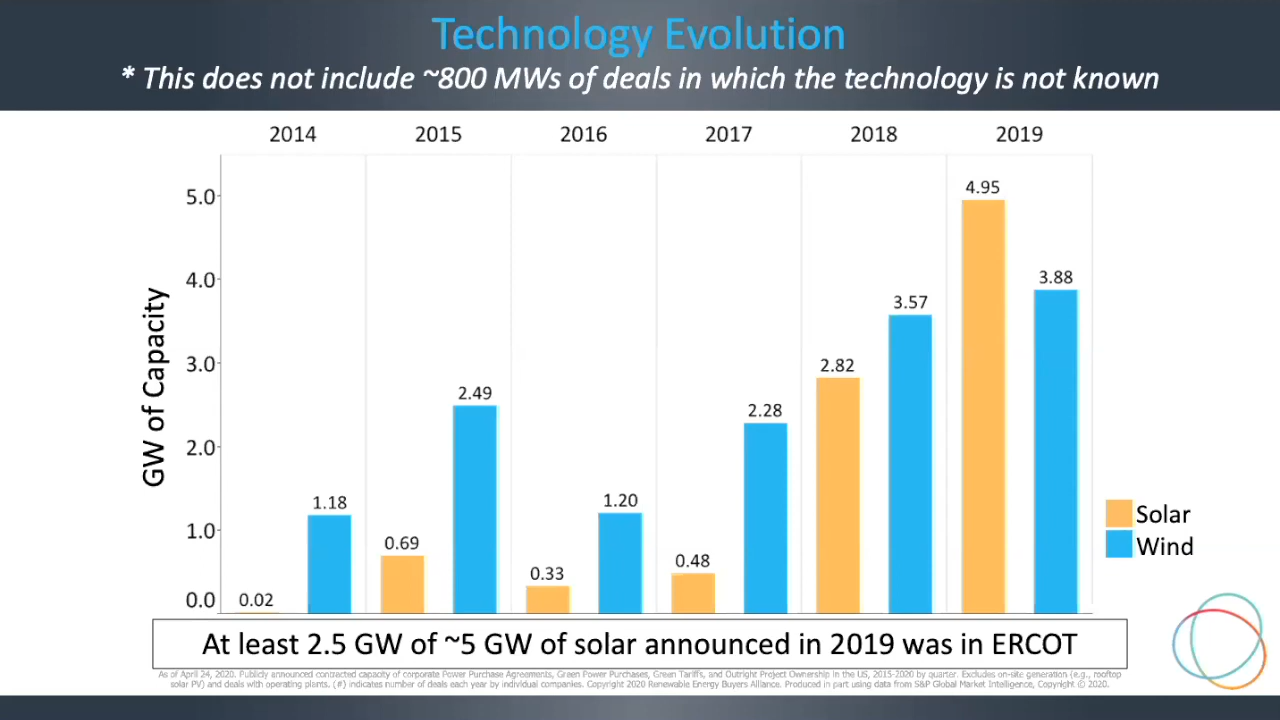 Technology Evolution
* This does not include ~800 MWs of deals in which the technology is not known
2014 2015 2016 2017 2018 2019
GW of Capacity
5.0
4.0
3.0
2.0
1.0
0.0
0.02 1.18
0.69 2.49
0.33 1.20
0.48 2.28
2.82 3.57
4.95 3.88
Solar
Wind
At least 2.5 GW of ~5 GW of solar announced in 2019 was in ERCOT
As of April 24, 2020. Publicly announced contracted capacity of corporate Power Purchase Agreements, Green Power Purchases, Green Tariffs, and Outright Project Ownership in the US, 2015-2020 by quarter. Excludes on-site generation (e.g., rooftop
solar PV) and deals with operating plants. (#) indicates number of deals each year by individual companies. Copyright 2020 Renewable Energy Buyers Alliance. Produced in part using data from S&P Global Market Intelligence, Copyright © 2020.